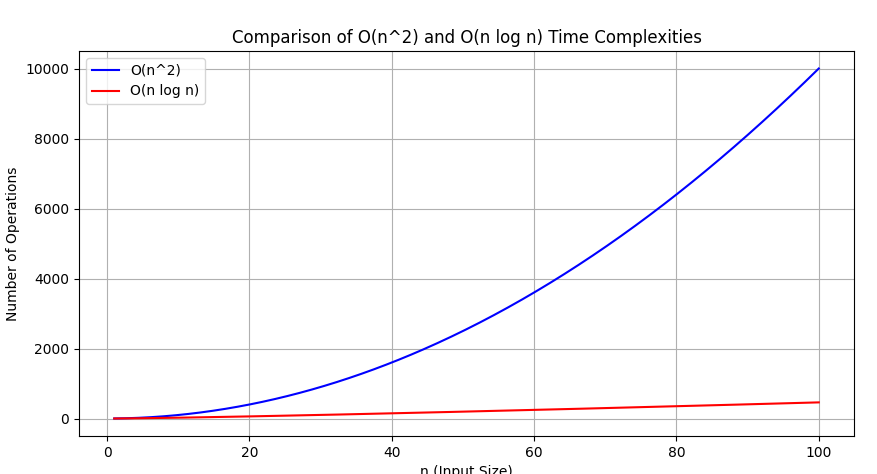 Comparison of O(n^2) and O(n log n) Time Complexities
O(n^2)
O(n log n)
Number of Operations
10000
8000
6000
4000
2000
0
0 20 40 60 80 100
n (Input Size)